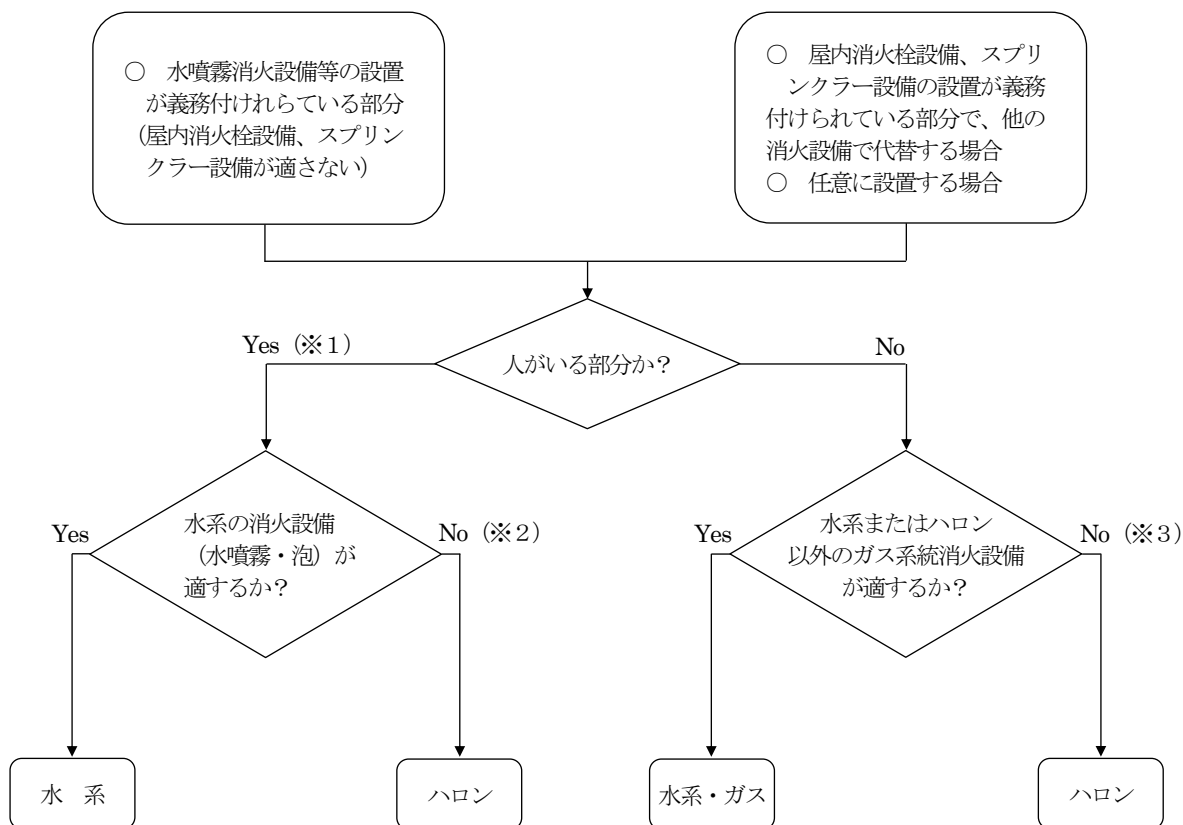 ○ 水噴霧消火設備等の設置
が義務付けれらている部分
（屋内消火栓設備、スプリン
クラー設備が適さない）
○ 屋内消火栓設備、スプリ
ンクラー設備の設置が義務
付けられている部分で、他の
消火設備で代替する場合
○ 任意に設置する場合
Yes（※１）
人がいる部分か？
No
Yes
水系の消火設備
（水噴霧・泡）が
適するか？
No（※２）
Yes
水系またはハロン
以外のガス系統消火設備
が適するか？
No（※３）
水 系
ハロン
水系・ガス
ハロン